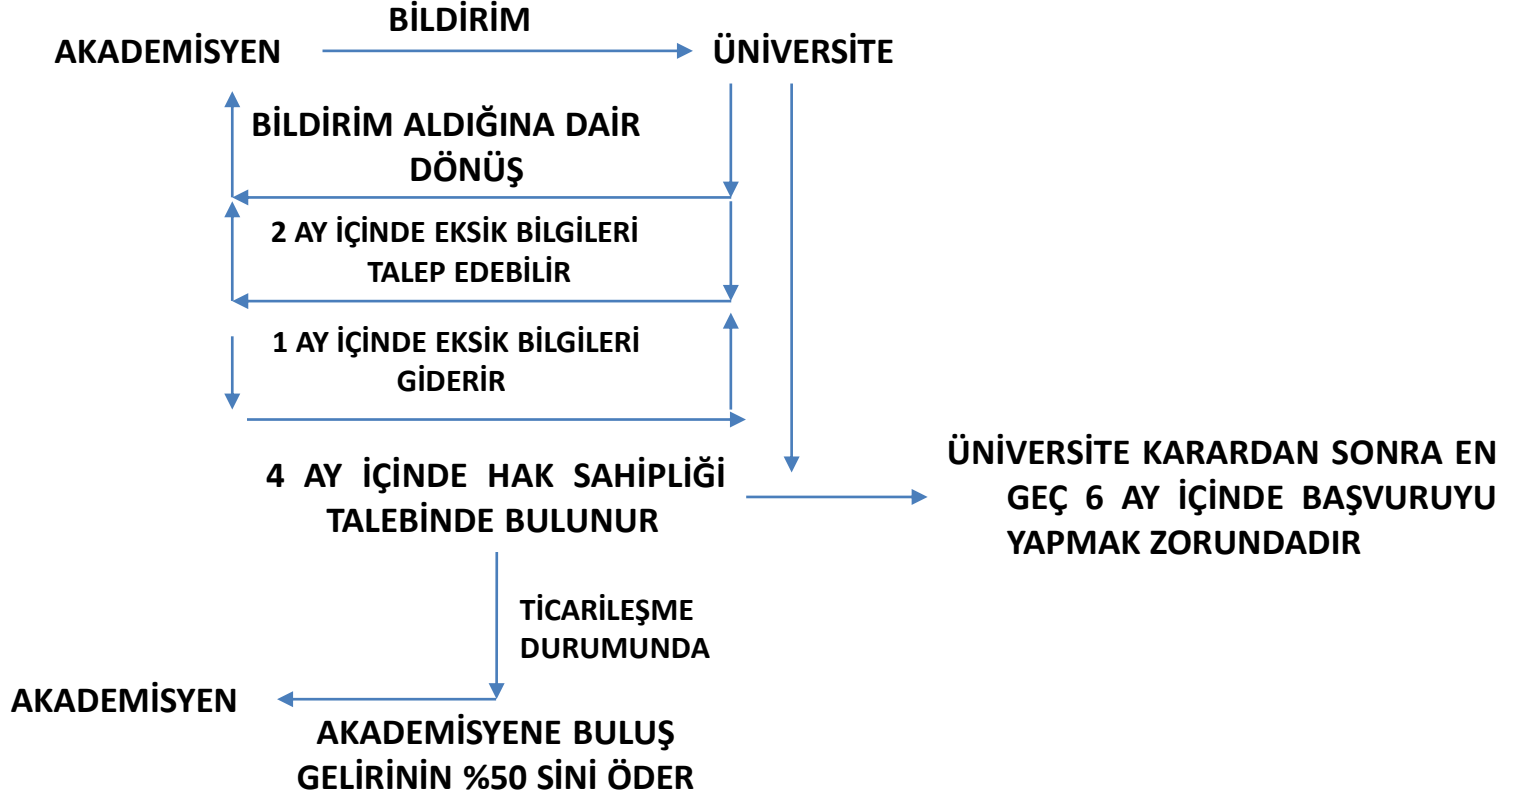 BİLDİRİM
AKADEMİSYEN
ÜNİVERSİTE
BİLDİRİM ALDIĞINA DAİR
DÖNÜŞ
2 AY İÇİNDE EKSİK BİLGİLERİ
TALEP EDEBİLİR
1 AY İÇİNDE EKSİK BİLGİLERİ
GİDERİR
4 AY İÇİNDE HAK SAHİPLİĞİ
TALEBİNDE BULUNUR
ÜNİVERSİTE KARARDAN SONRA EN
GEÇ 6 AY İÇİNDE BAŞVURUYU
YAPMAK ZORUNDADIR
TİCARİLEŞME
DURUMUNDA
AKADEMİSYEN
AKADEMİSYENE BULUŞ
GELİRİNİN %50 SİNİ ÖDER